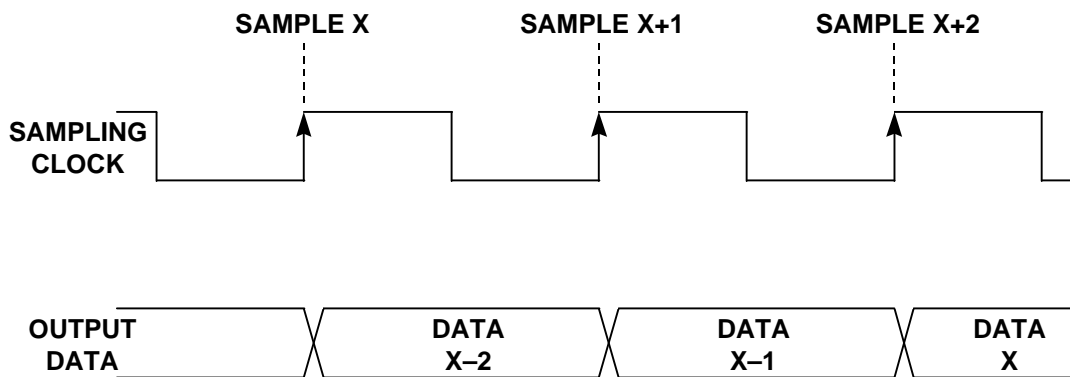 SAMPLE X
SAMPLE X+1
SAMPLE X+2
SAMPLING
CLOCK
OUTPUT
DATA
DATA
X–2
DATA
X–1
DATA
X